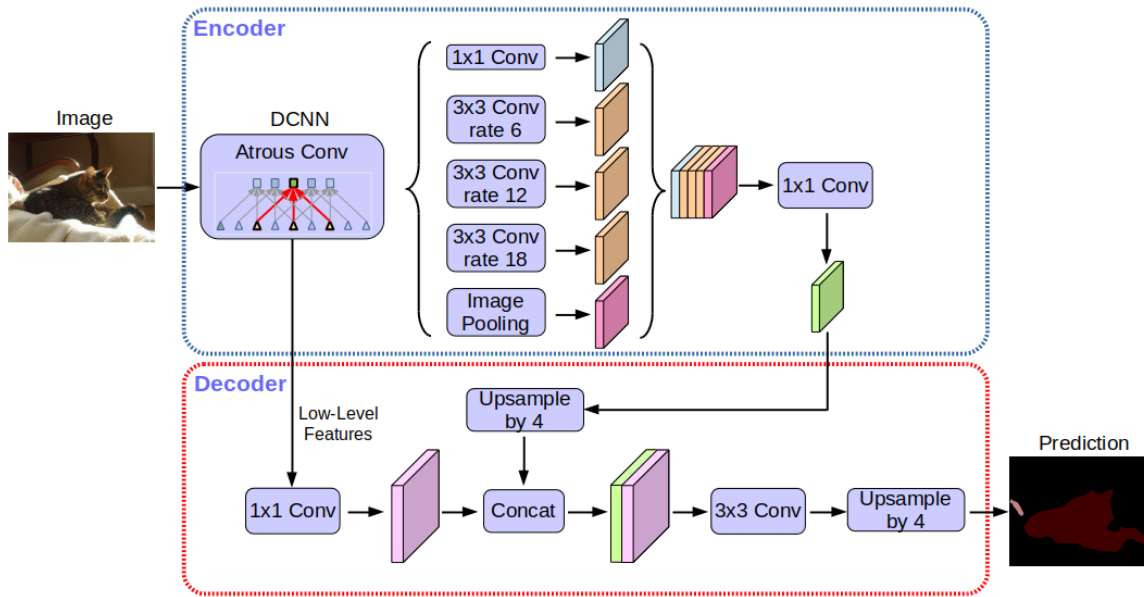 Encoder
Image
DCNN
Atrous Conv
1x1 Conv
3x3 Conv
rate 6
3x3 Conv
rate 12
3x3 Conv
rate 18
Image
Pooling
1x1 Conv
Decoder
Low-Level
Features
Upsample
by 4
1x1 Conv
Concat
3x3 Conv
Upsample
by 4
Prediction